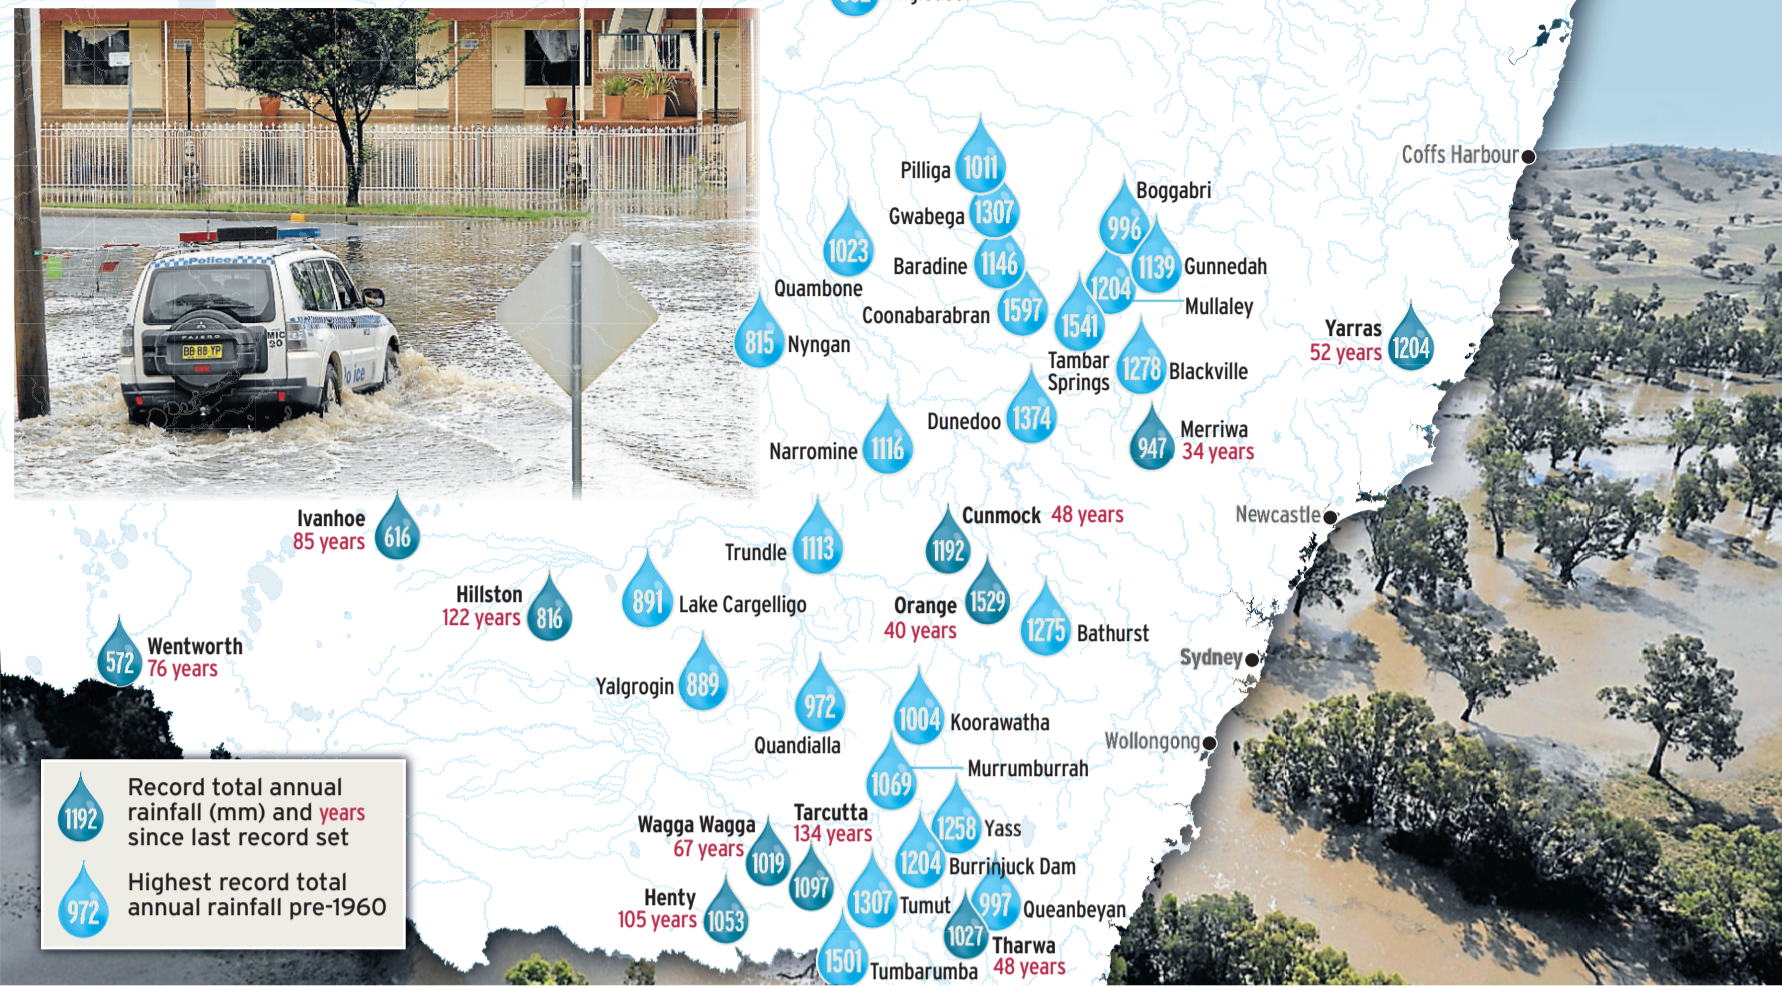 Coffs Harbour
Pilliga
1011
Boggabri
996
Gwabega
1307
1023
Quambone
Baradine
1146
1139
Gunnedah
1204
Mullaley
Coonabarabran
1597
1541
Tambar
Springs
815
Nyngan
Yarras
52 years
1204
1278
Blackville
Dunedoo
1374
Narromine
1116
947
Merriwa
34 years
Police
PAJERO
BB BB YP
MIC
20
Police
Ivanhoe
85 years
616
Cunmock 48 years
1192
Newcastle
Trundle
1113
Hillston
122 years
816
891
Lake Cargelligo
Orange
40 years
1529
1275
Bathurst
Wentworth
76 years
572
Sydney
Yalgrogin
889
972
Quandialla
1004
Koorawatha
Wollongong
Murrumburrah
1069
1192
Record total annual
rainfall (mm) and years
since last record set
972
Highest record total
annual rainfall pre-1960
Wagga Wagga
67 years
1019
Tarcutta
134 years
1097
1258
Yass
1204
Burrinjuck Dam
Henty
105 years
1053
1307
Tumut
997
Queanbeyan
1027
Tharwa
48 years
1501
Tumbarumba